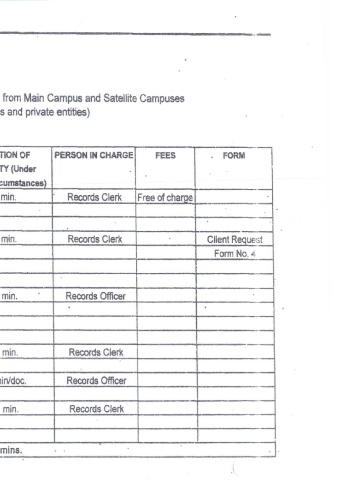 from Main Campus and Satellite Campuses
s and private entities)
TION OF PERSON IN CHARGE FEES FORM
TY (Under
cumstances)
min. Records Clerk Free of charge
min. Records Clerk Client Request
Form No. 4
min. Records Officer
min. Records Clerk
in/doc. Records Officer
min. Records Clerk
mins.